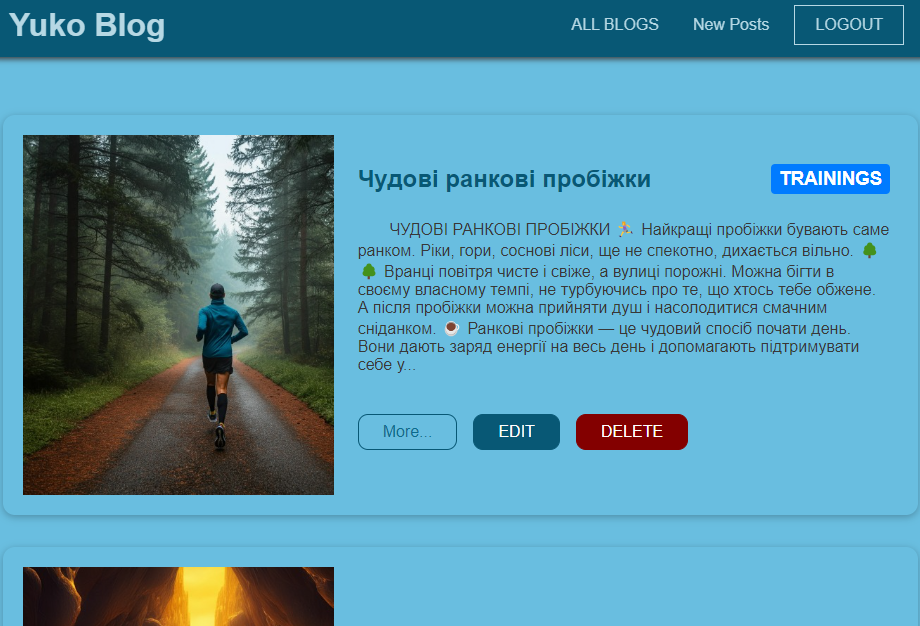 Yuko Blog
ALL BLOGS
New Posts
LOGOUT
Чудові ранкові пробіжки
TRAININGS
ЧУДОВІ РАНКОВІ ПРОБІЖКИ 🏃‍♀️ Найкращі пробіжки бувають саме
ранком. Ріки, гори, соснові ліси, ще не спекотно, дихається вільно. 🌳
🌳 Вранці повітря чисте і свіже, а вулиці порожні. Можна бігти в
своєму власному темпі, не турбуючись про те, що хтось тебе обжене.
А після пробіжки можна прийняти душ і насолодитися смачним
сніданком. ☕ Ранкові пробіжки — це чудовий спосіб почати день.
Вони дають заряд енергії на весь день і допомагають підтримувати
себе у...
More...
EDIT
DELETE